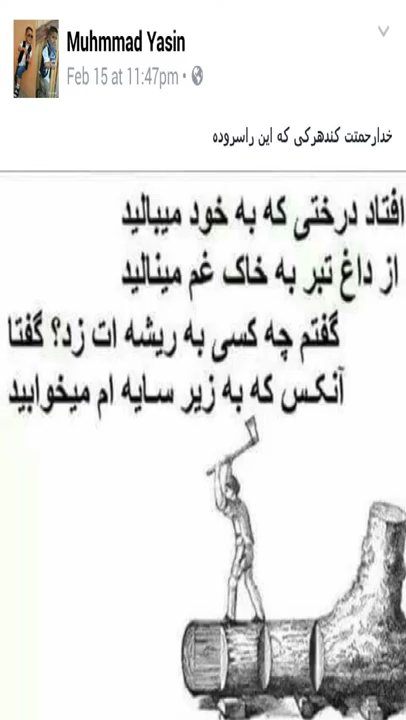 Muhmmad Yasin
Feb 15 at 11:47pm ·
خدارحمتت کندهرکی که این راسروده
افتاد درختی که به خود میبالید
از داغ تبر به خاک غم مینالید
گفتم چه کسی به ریشه ات زد؟ گفتا
آنکس که به زیر سایه ام میخوابید